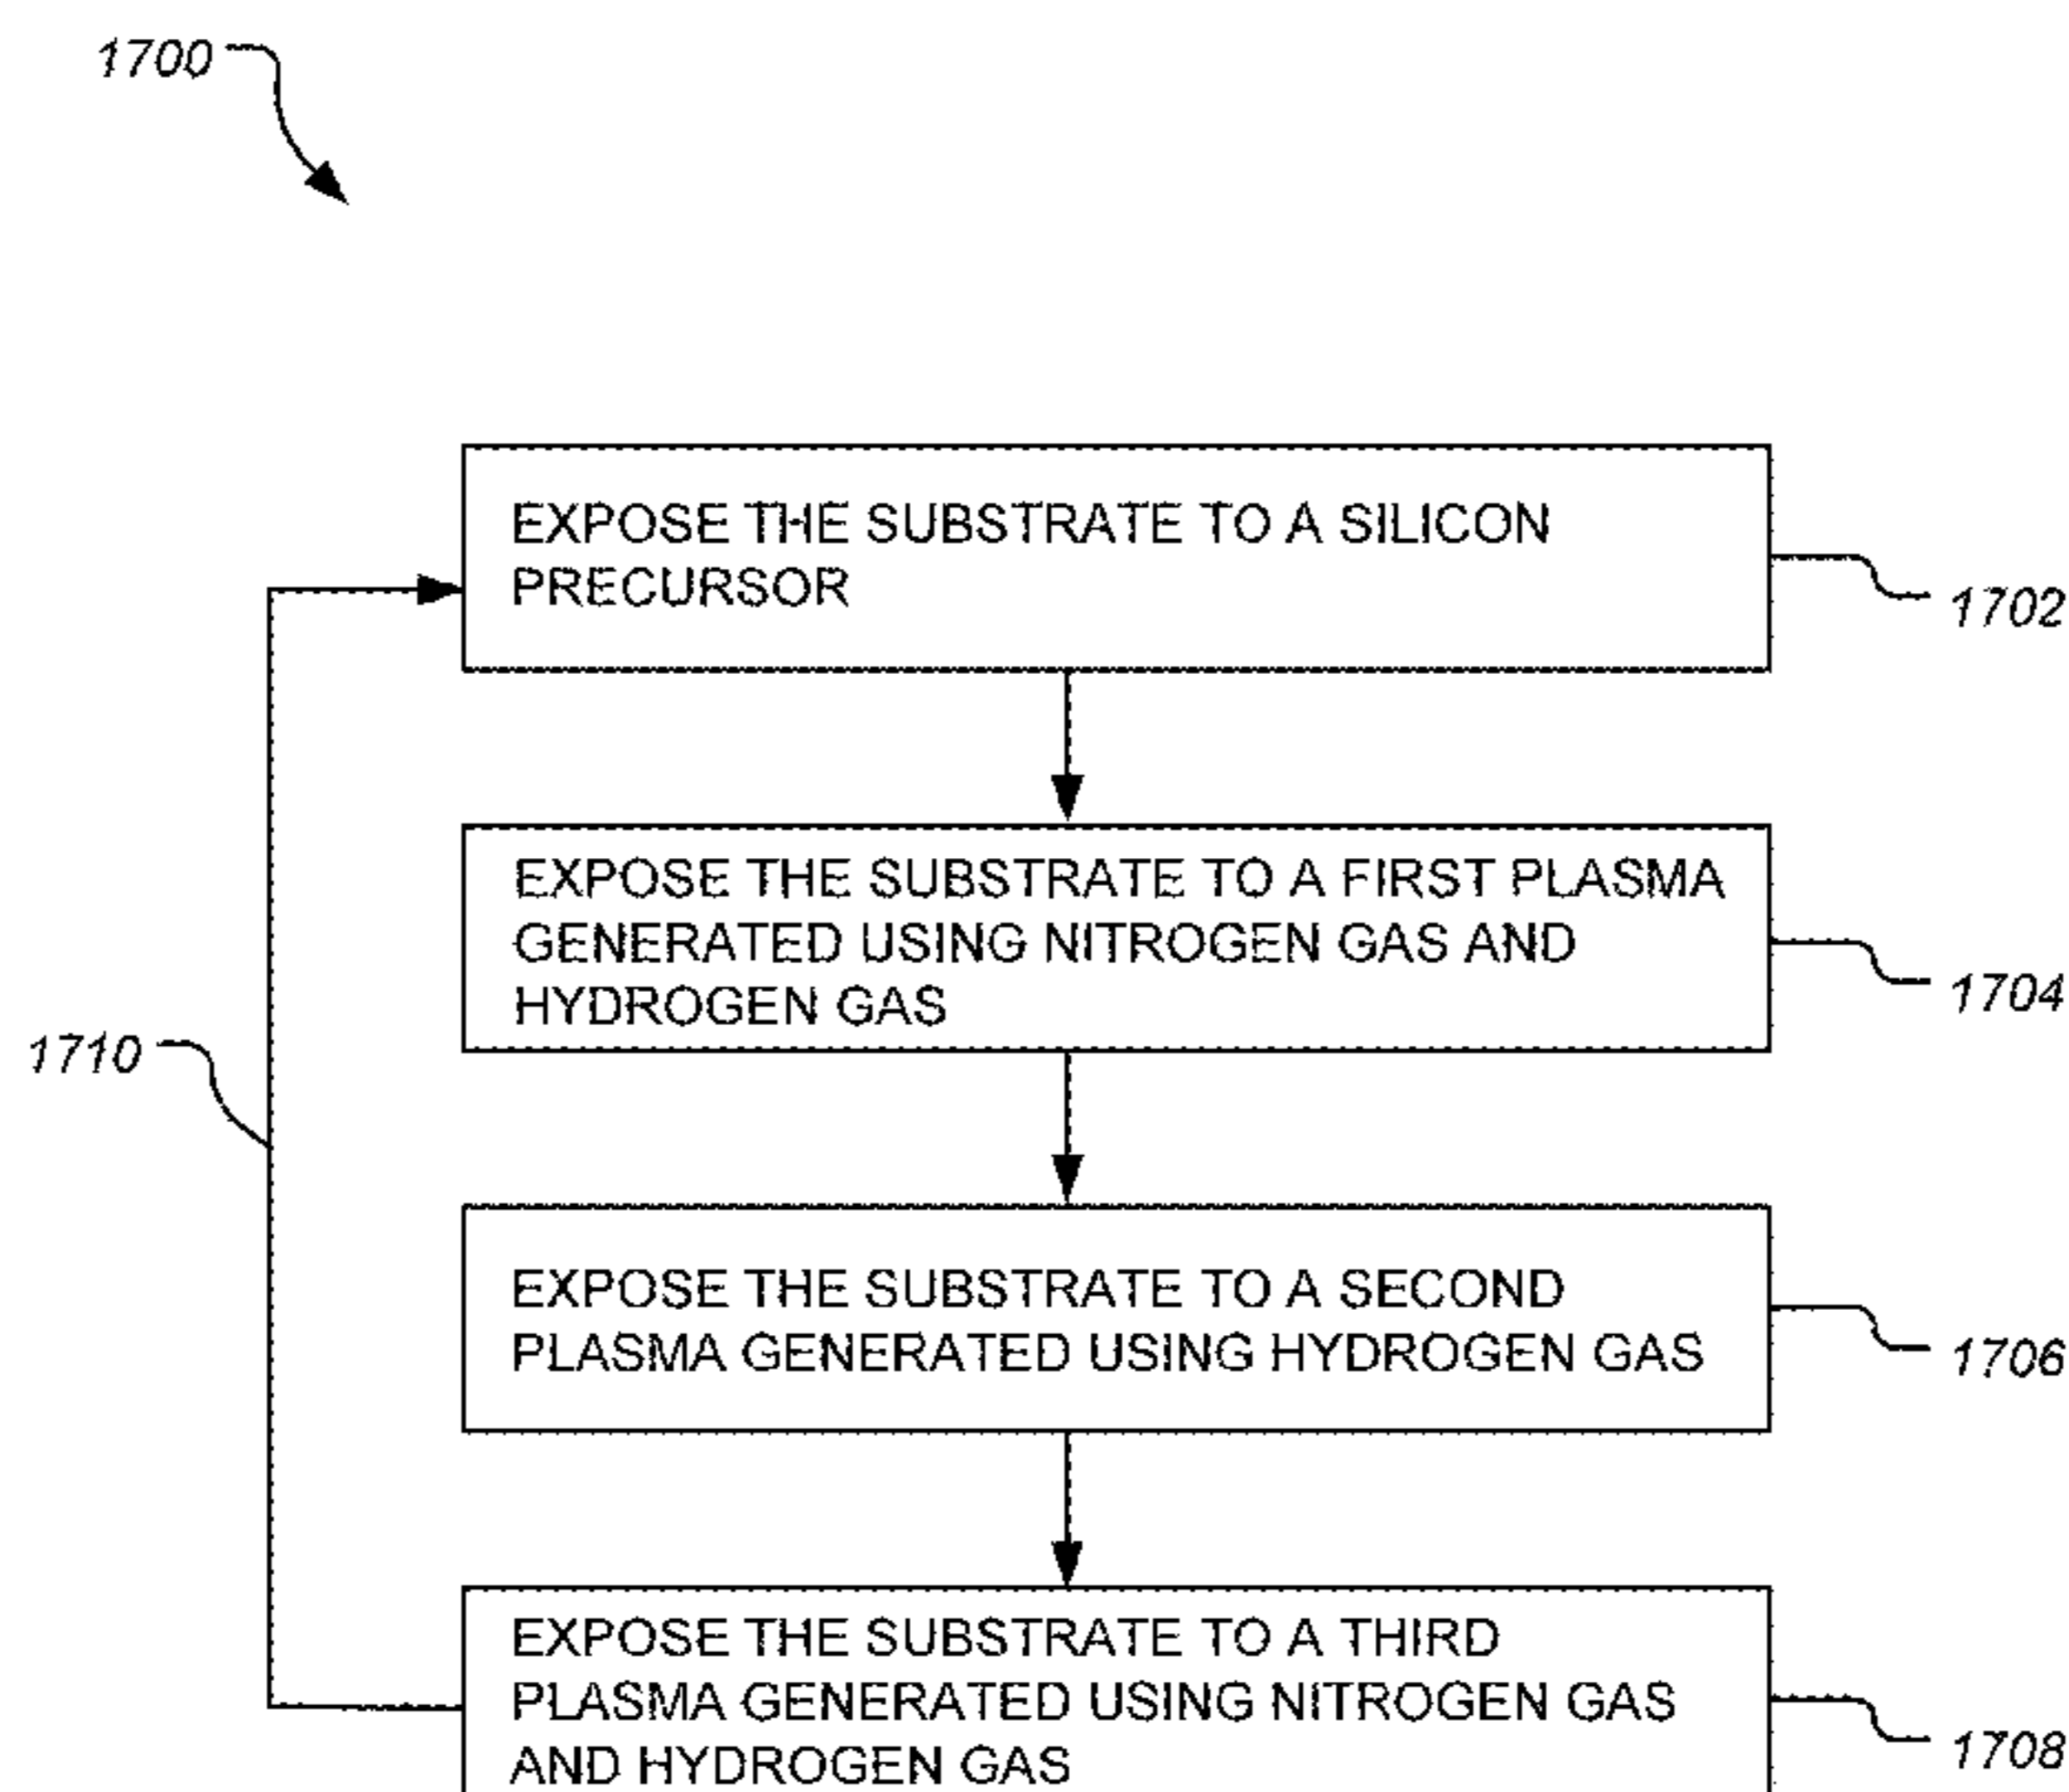 1700
EXPOSE THE SUBSTRATE TO A SILICON
PRECURSOR
1702
EXPOSE THE SUBSTRATE TO A FIRST PLASMA
GENERATED USING NITROGEN GAS AND
HYDROGEN GAS
1704
1710
EXPOSE THE SUBSTRATE TO A SECOND
PLASMA GENERATED USING HYDROGEN GAS
1706
EXPOSE THE SUBSTRATE TO A THIRD
PLASMA GENERATED USING NITROGEN GAS
AND HYDROGEN GAS
1708